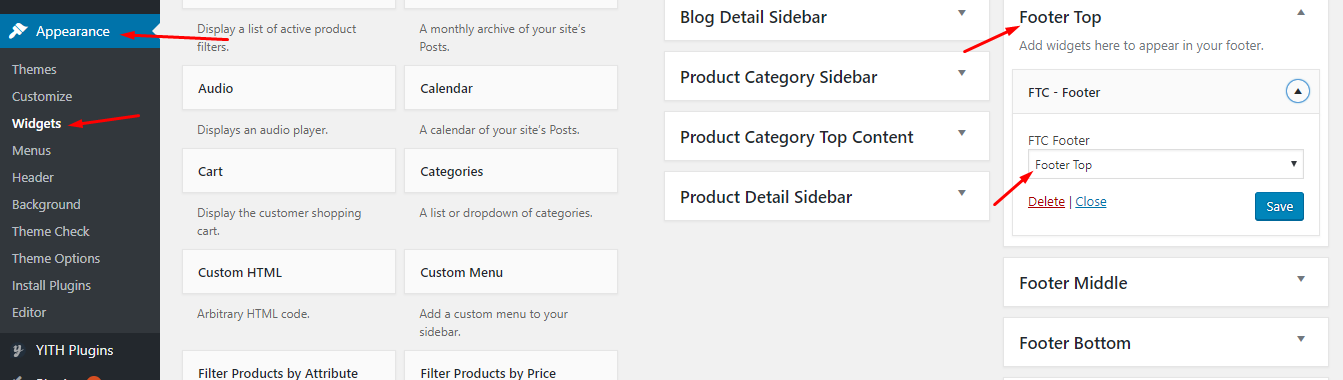 Appearance
Themes
Customize
Widgets
Menus
Header
Background
Theme Check
Theme Options
Install Plugins
Editor
YITH Plugins
Display a list of active product
filters.
A monthly archive of your site's
Posts.
Audio
Calendar
Displays an audio player.
A calendar of your site's Posts.
Cart
Categories
Display the customer shopping
cart.
A list or dropdown of categories.
Custom HTML
Custom Menu
Arbitrary HTML code.
Add a custom menu to your
sidebar.
Filter Products by Attribute
Filter Products by Price
Blog Detail Sidebar
Product Category Sidebar
Product Category Top Content
Product Detail Sidebar
Footer Top
Add widgets here to appear in your footer.
FTC - Footer
FTC Footer
Footer Top
Delete | Close
Save
Footer Middle
Footer Bottom